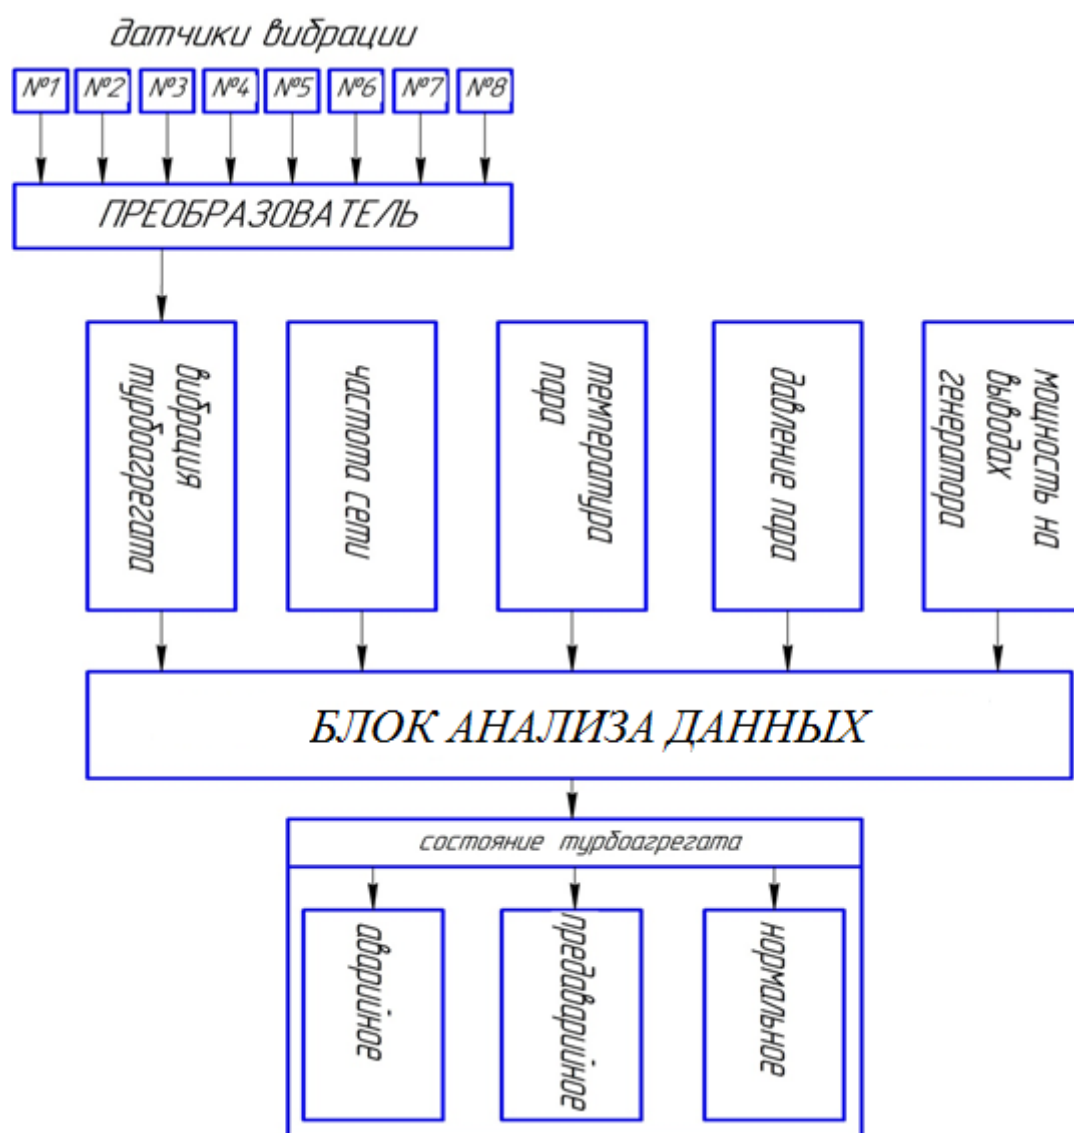 датчики вибрации
№1 №2 №3 №4 №5 №6 №7 №8
ПРЕОБРАЗОВАТЕЛЬ
вибрация
турбоагрегата
частота сети
температура
пара
давление пара
мощность на
выводах
генератора
БЛОК АНАЛИЗА ДАННЫХ
состояние турбоагрегата
аварийное
предаварийное
нормальное